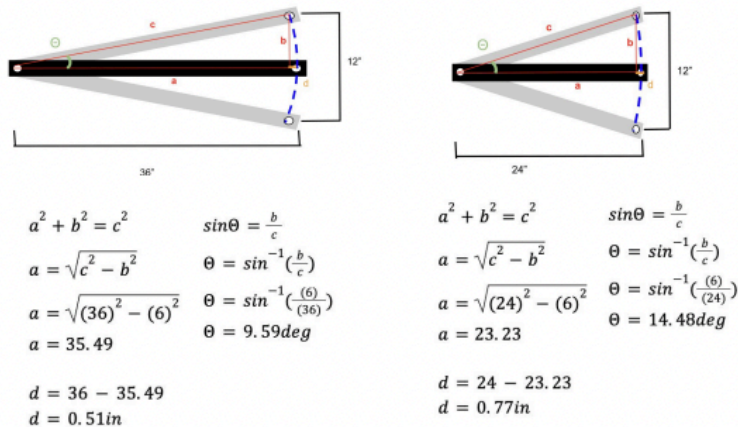 c
Θ
b
a
d
12"
36"
a² + b² = c²
sinΘ = b/c
a = √(c² − b²)
Θ = sin⁻¹(b/c)
a = √((36)² − (6)²)
Θ = sin⁻¹((6)/(36))
a = 35.49
Θ = 9.59deg
d = 36 − 35.49
d = 0.51in
c
Θ
b
a
d
12"
24"
a² + b² = c²
sinΘ = b/c
a = √(c² − b²)
Θ = sin⁻¹(b/c)
a = √((24)² − (6)²)
Θ = sin⁻¹((6)/(24))
a = 23.23
Θ = 14.48deg
d = 24 − 23.23
d = 0.77in